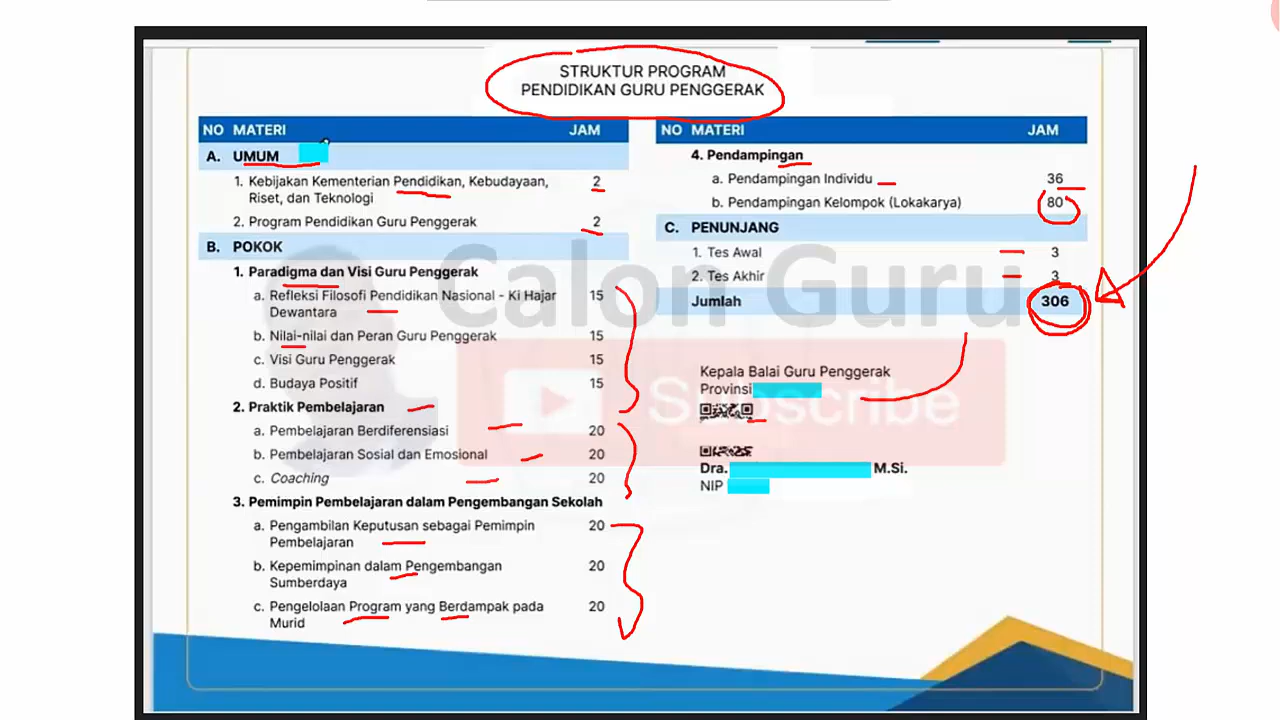 STRUKTUR PROGRAM
PENDIDIKAN GURU PENGGERAK
NO MATERI JAM
A. UMUM
1. Kebijakan Kementerian Pendidikan, Kebudayaan, 2
Riset, dan Teknologi
2. Program Pendidikan Guru Penggerak 2
B. POKOK
1. Paradigma dan Visi Guru Penggerak
a. Refleksi Filosofi Pendidikan Nasional - Ki Hajar 15
Dewantara
b. Nilai-nilai dan Peran Guru Penggerak 15
c. Visi Guru Penggerak 15
d. Budaya Positif 15
2. Praktik Pembelajaran
a. Pembelajaran Berdiferensiasi 20
b. Pembelajaran Sosial dan Emosional 20
c. Coaching 20
3. Pemimpin Pembelajaran dalam Pengembangan Sekolah
a. Pengambilan Keputusan sebagai Pemimpin 20
Pembelajaran
b. Kepemimpinan dalam Pengembangan 20
Sumberdaya
c. Pengelolaan Program yang Berdampak pada 20
Murid
NO MATERI JAM
4. Pendampingan
a. Pendampingan Individu 36
b. Pendampingan Kelompok (Lokakarya) 80
C. PENUNJANG
1. Tes Awal 3
2. Tes Akhir 3
Jumlah 306
Kepala Balai Guru Penggerak
Provinsi
Dra. M.Si.
NIP
Calon Guru
Subscribe